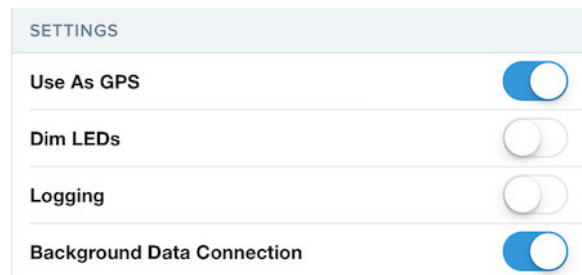 SETTINGS
Use As GPS
Dim LEDs
Logging
Background Data Connection